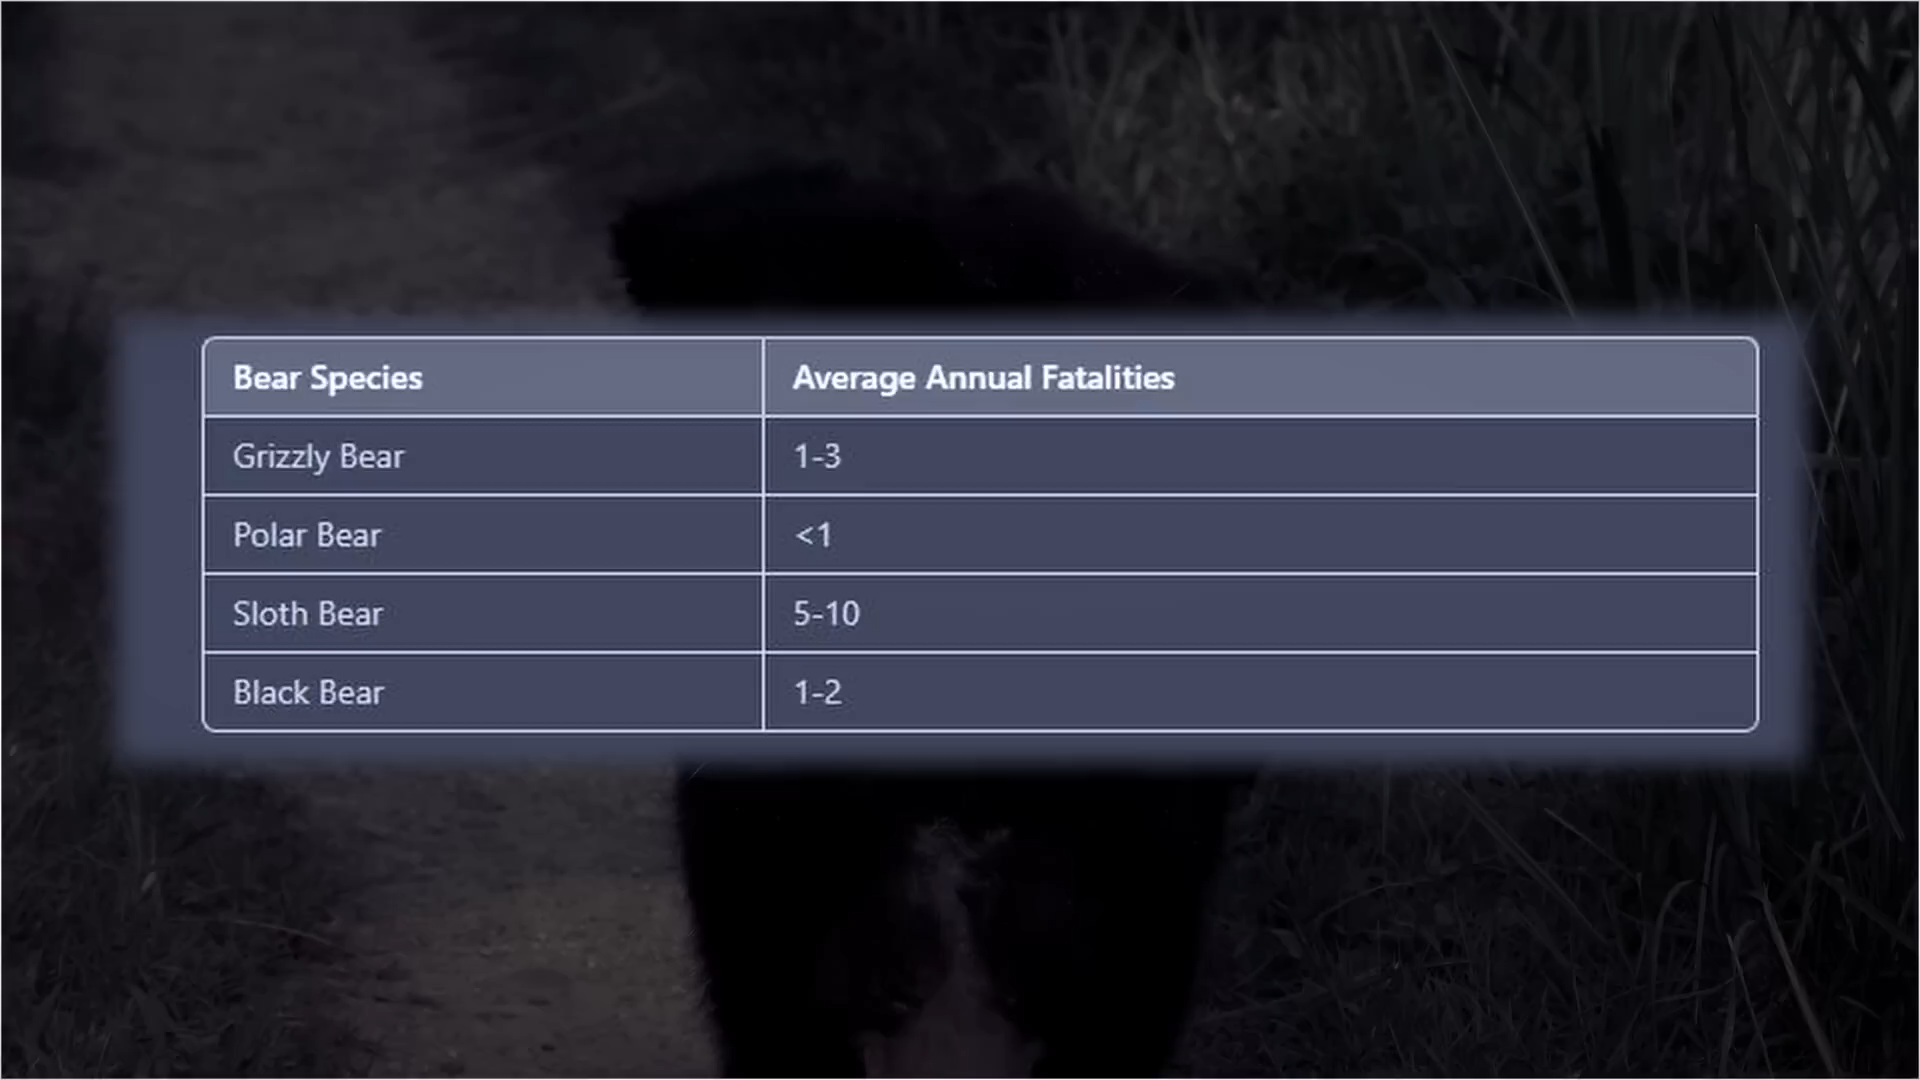 Bear Species Average Annual Fatalities
Grizzly Bear 1-3
Polar Bear <1
Sloth Bear 5-10
Black Bear 1-2